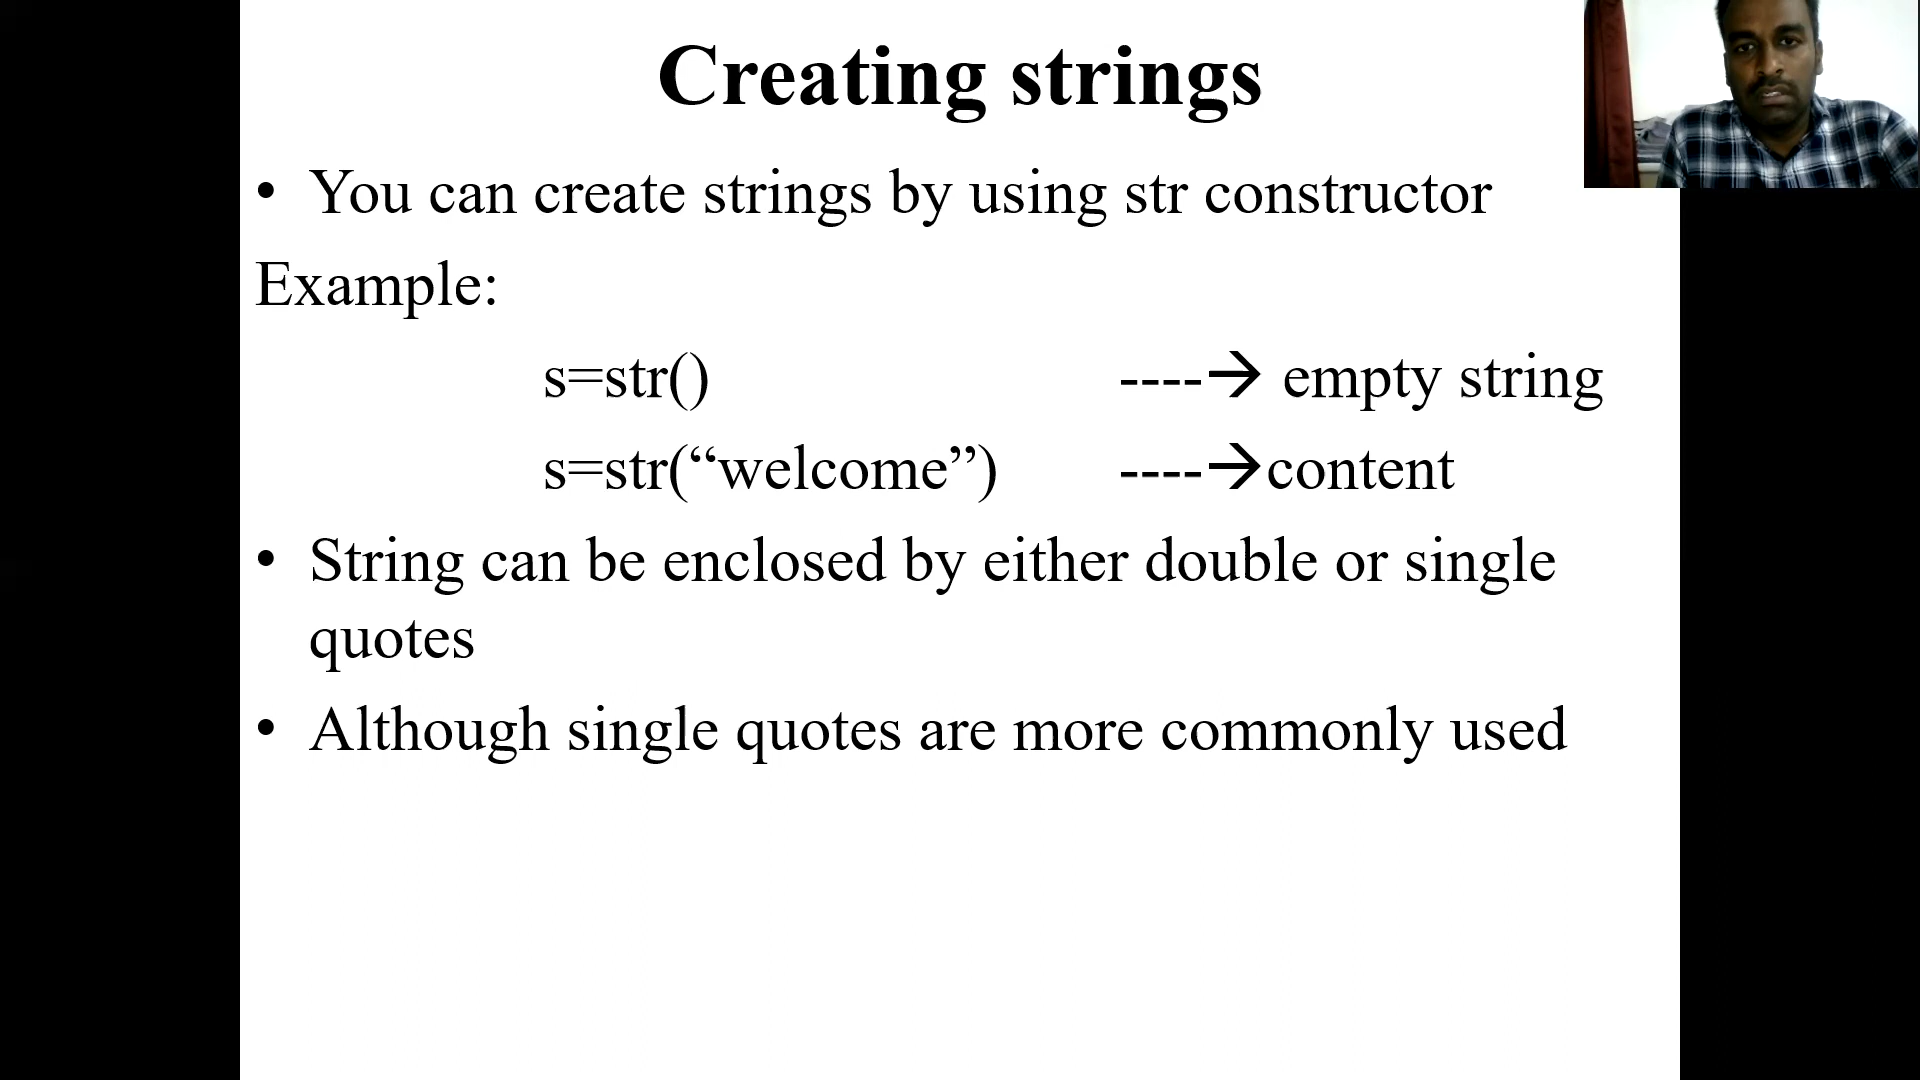 Creating strings
• You can create strings by using str constructor
Example:
s=str() ----→ empty string
s=str(“welcome”) ----→content
• String can be enclosed by either double or single
quotes
• Although single quotes are more commonly used